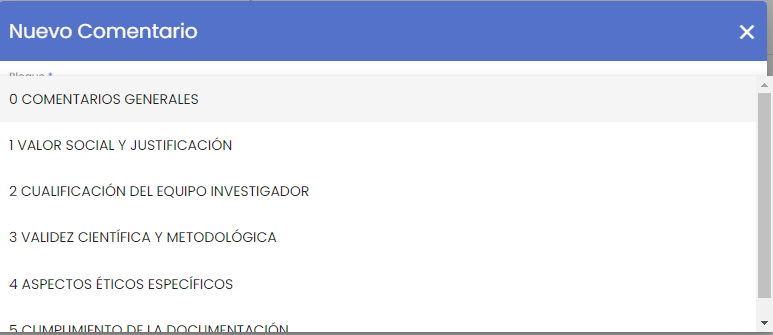 Nuevo Comentario
Bloque *
0 COMENTARIOS GENERALES
1 VALOR SOCIAL Y JUSTIFICACIÓN
2 CUALIFICACIÓN DEL EQUIPO INVESTIGADOR
3 VALIDEZ CIENTÍFICA Y METODOLÓGICA
4 ASPECTOS ÉTICOS ESPECÍFICOS
5 CUMPLIMIENTO DE LA DOCUMENTACIÓN